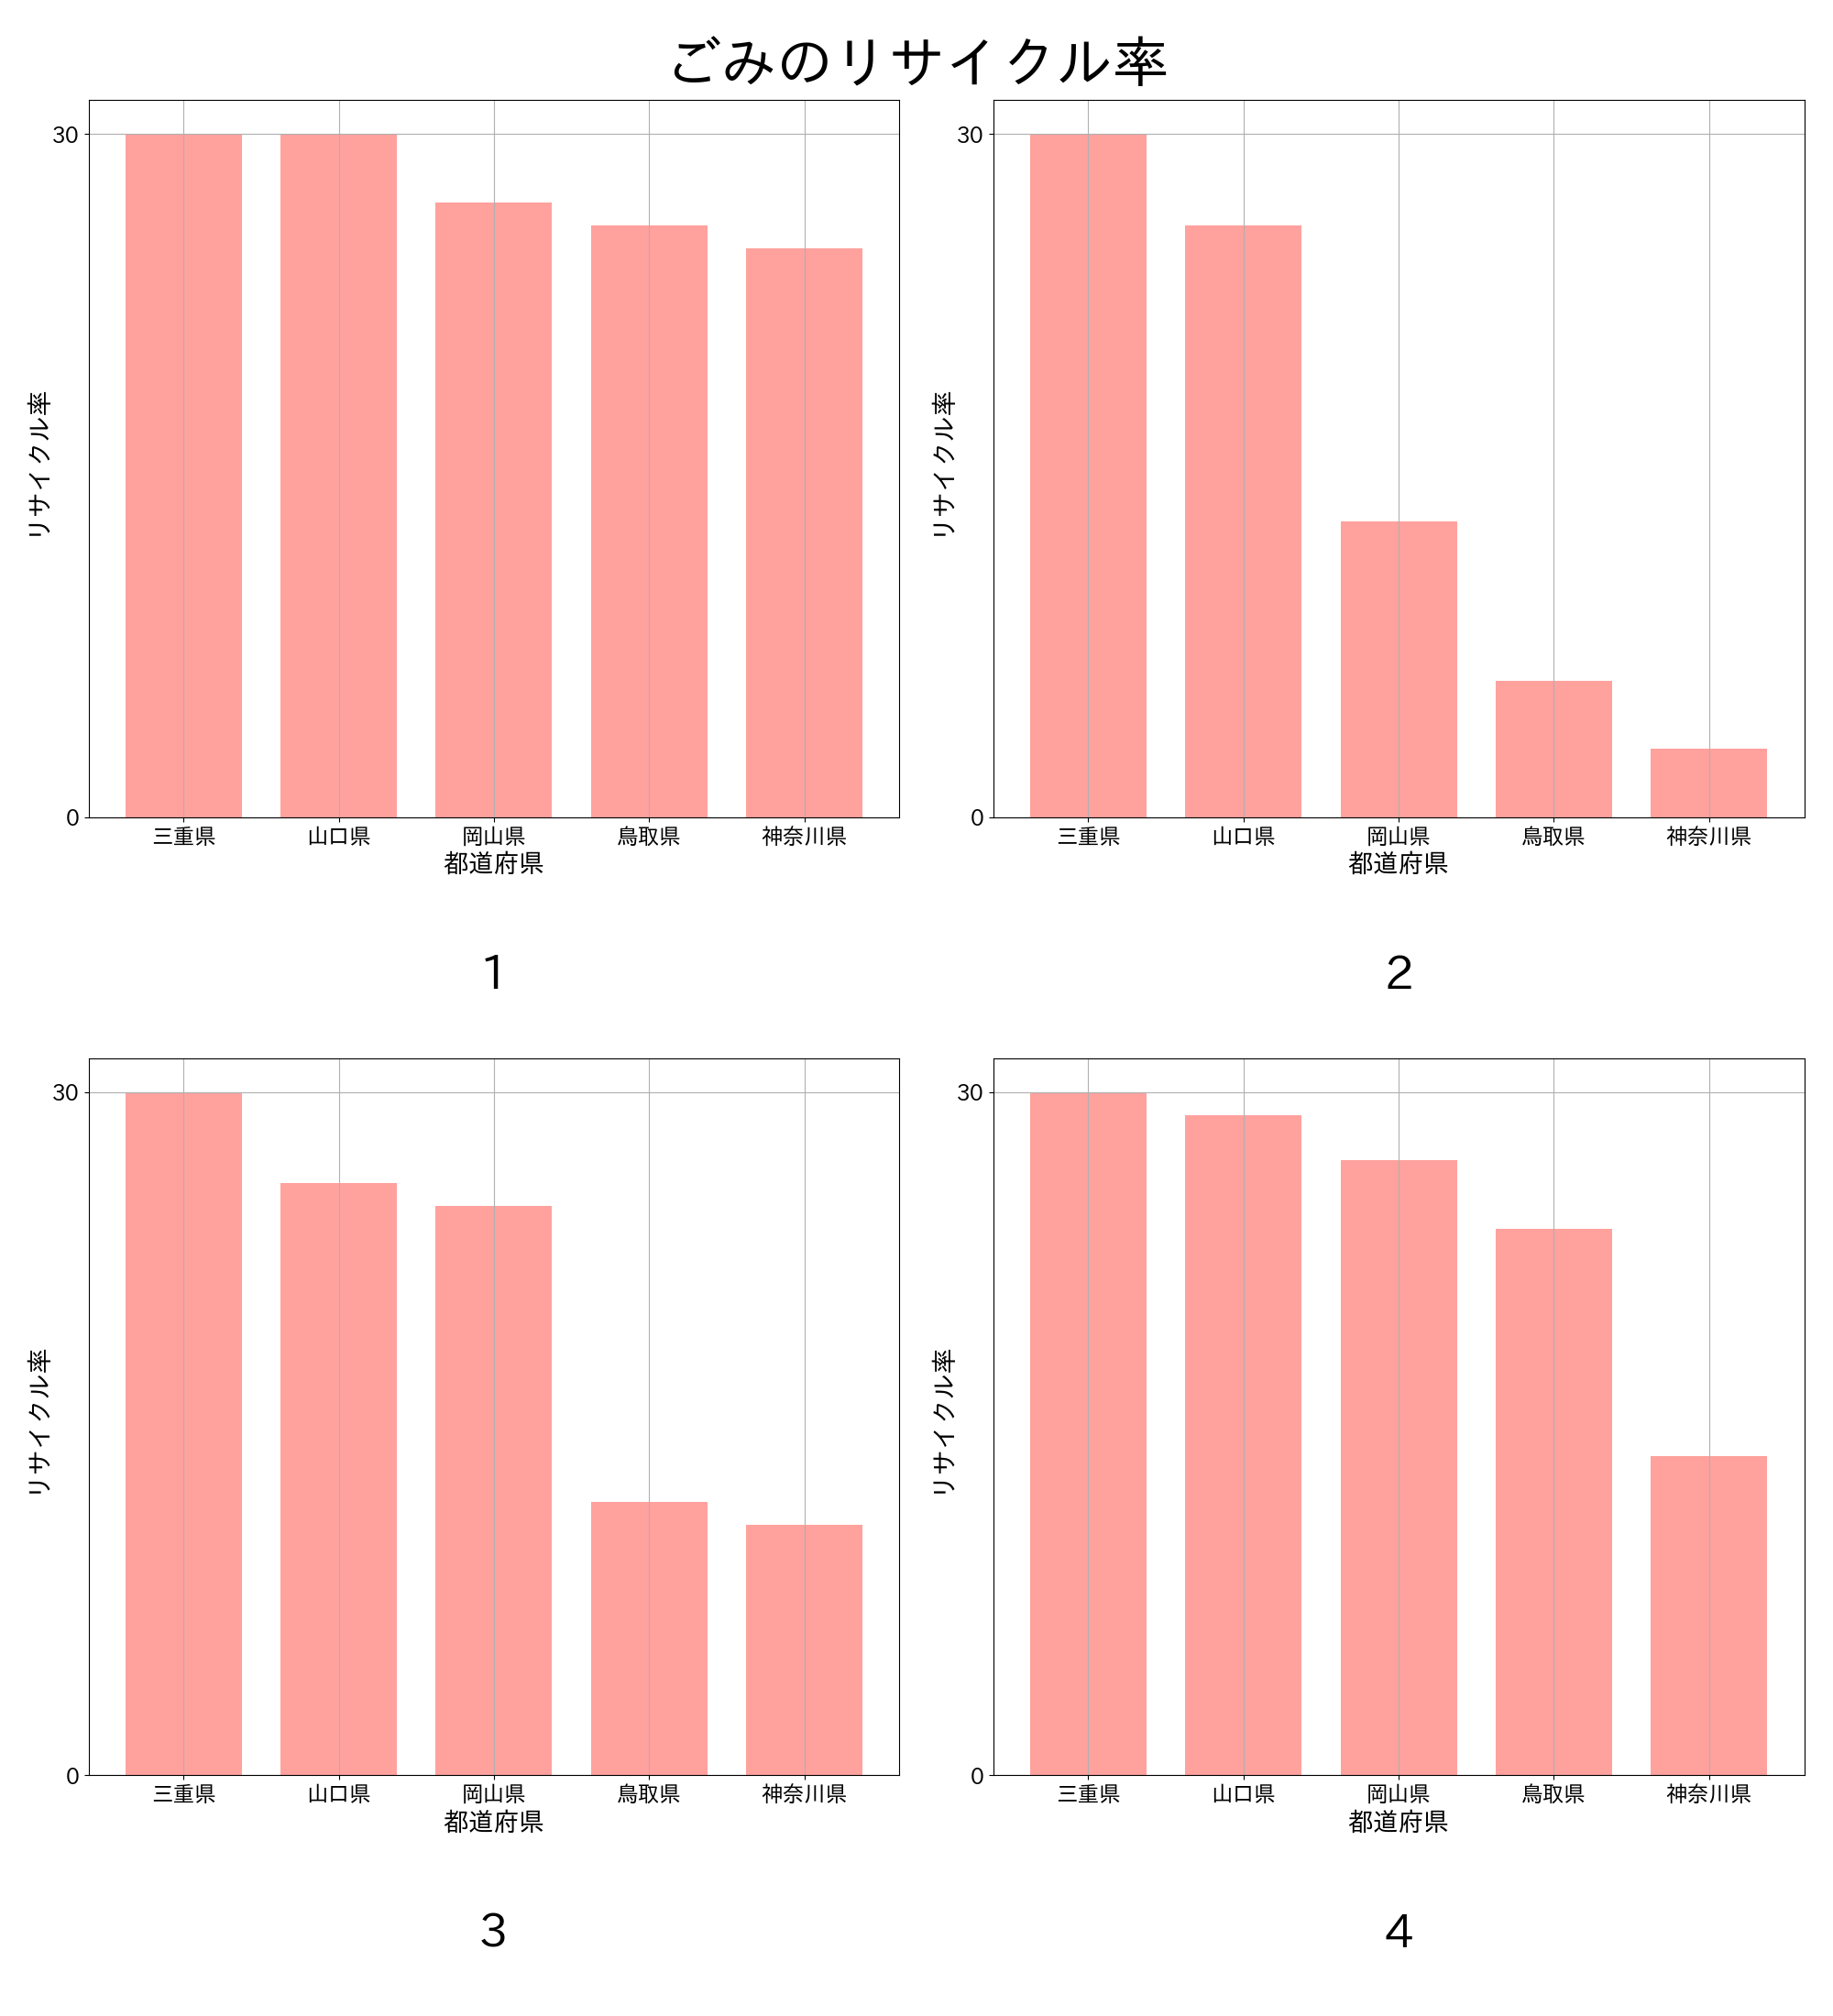 ごみのリサイクル率
30
0
リサイクル率
三重県 山口県 岡山県 鳥取県 神奈川県
都道府県
1
30
0
リサイクル率
三重県 山口県 岡山県 鳥取県 神奈川県
都道府県
2
30
0
リサイクル率
三重県 山口県 岡山県 鳥取県 神奈川県
都道府県
3
30
0
リサイクル率
三重県 山口県 岡山県 鳥取県 神奈川県
都道府県
4